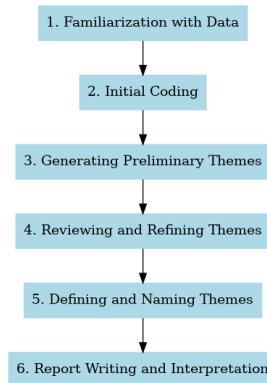 1. Familiarization with Data
2. Initial Coding
3. Generating Preliminary Themes
4. Reviewing and Refining Themes
5. Defining and Naming Themes
6. Report Writing and Interpretation